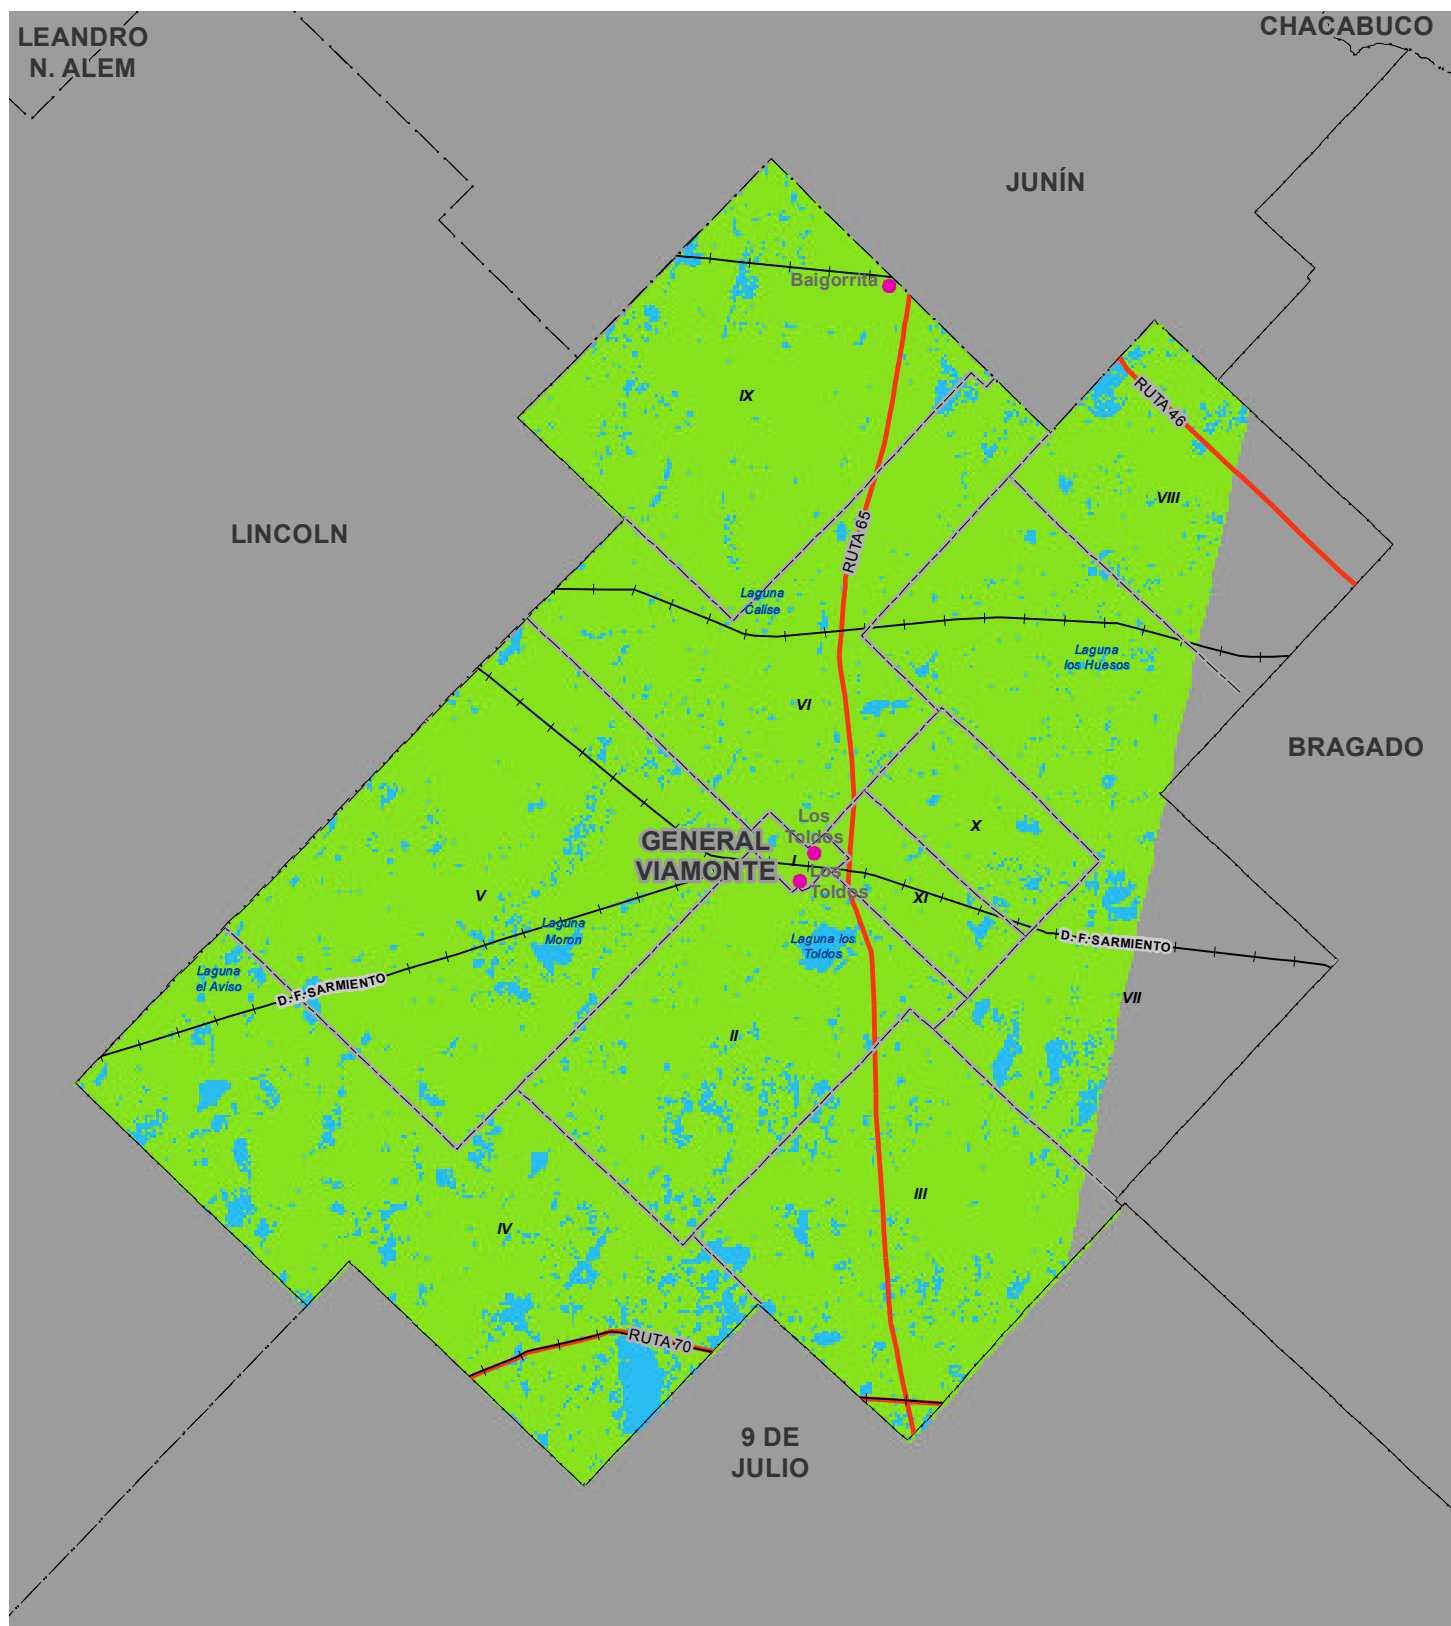 LEANDRO
N. ALEM
CHACABUCO
JUNÍN
Baigorrita
IX
RUTA 46
VIII
LINCOLN
RUTA 65
Laguna
Calise
Laguna
los Huesos
VI
BRAGADO
Los
Toldos
X
GENERAL
VIAMONTE
I
Los
Toldos
V
XI
Laguna
Moron
Laguna los
Toldos
D.F.SARMIENTO
Laguna
el Aviso
D.F.SARMIENTO
VII
II
III
IV
RUTA 70
9 DE
JULIO